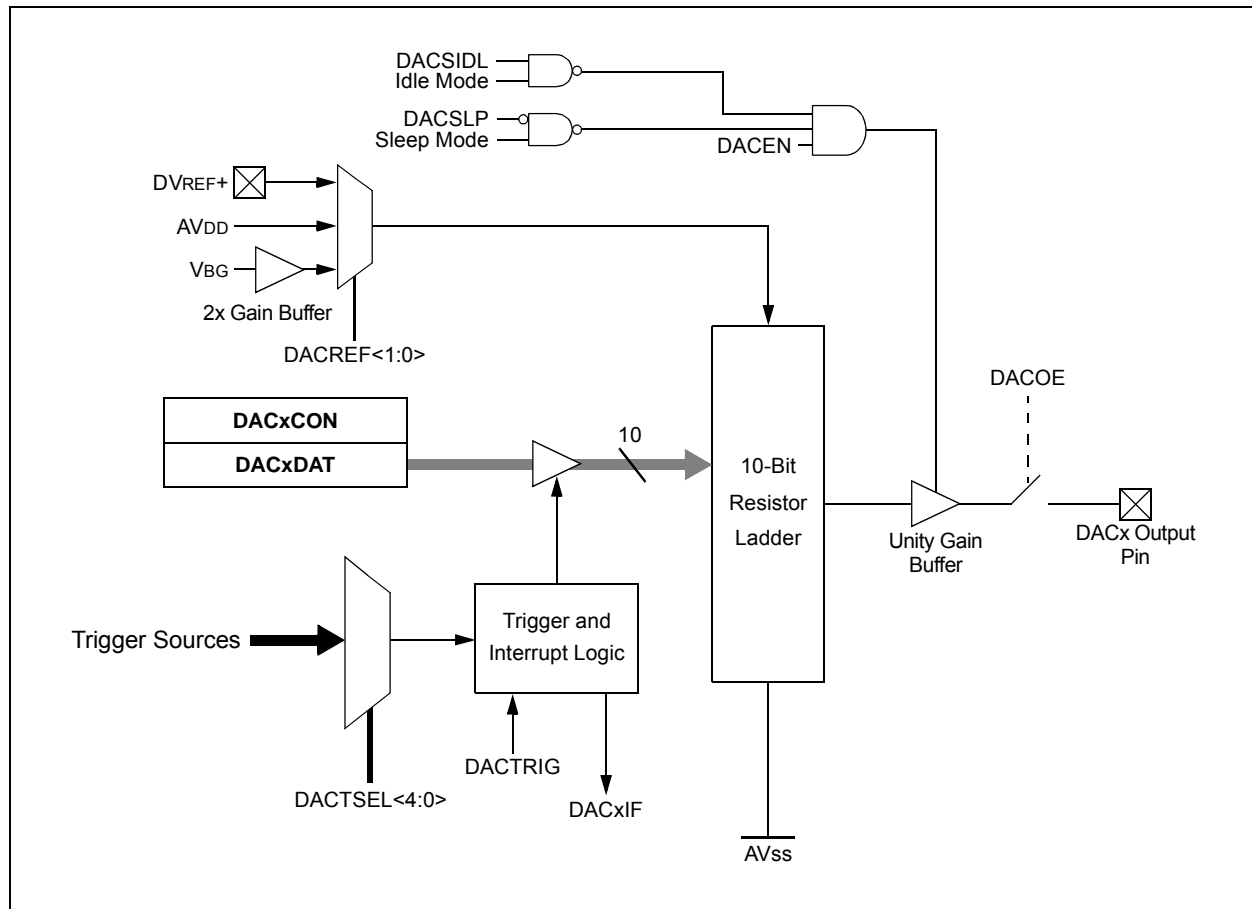 DACSIDL
Idle Mode
DACSLP
Sleep Mode
DACEN
DVREF+
AVDD
VBG
2x Gain Buffer
DACREF<1:0>
DACxCON
DACxDAT
10
10-Bit
Resistor
Ladder
DACOE
Unity Gain
Buffer
DACx Output
Pin
Trigger Sources
Trigger and
Interrupt Logic
DACTRIG
DACTSEL<4:0>
DACxIF
AVss